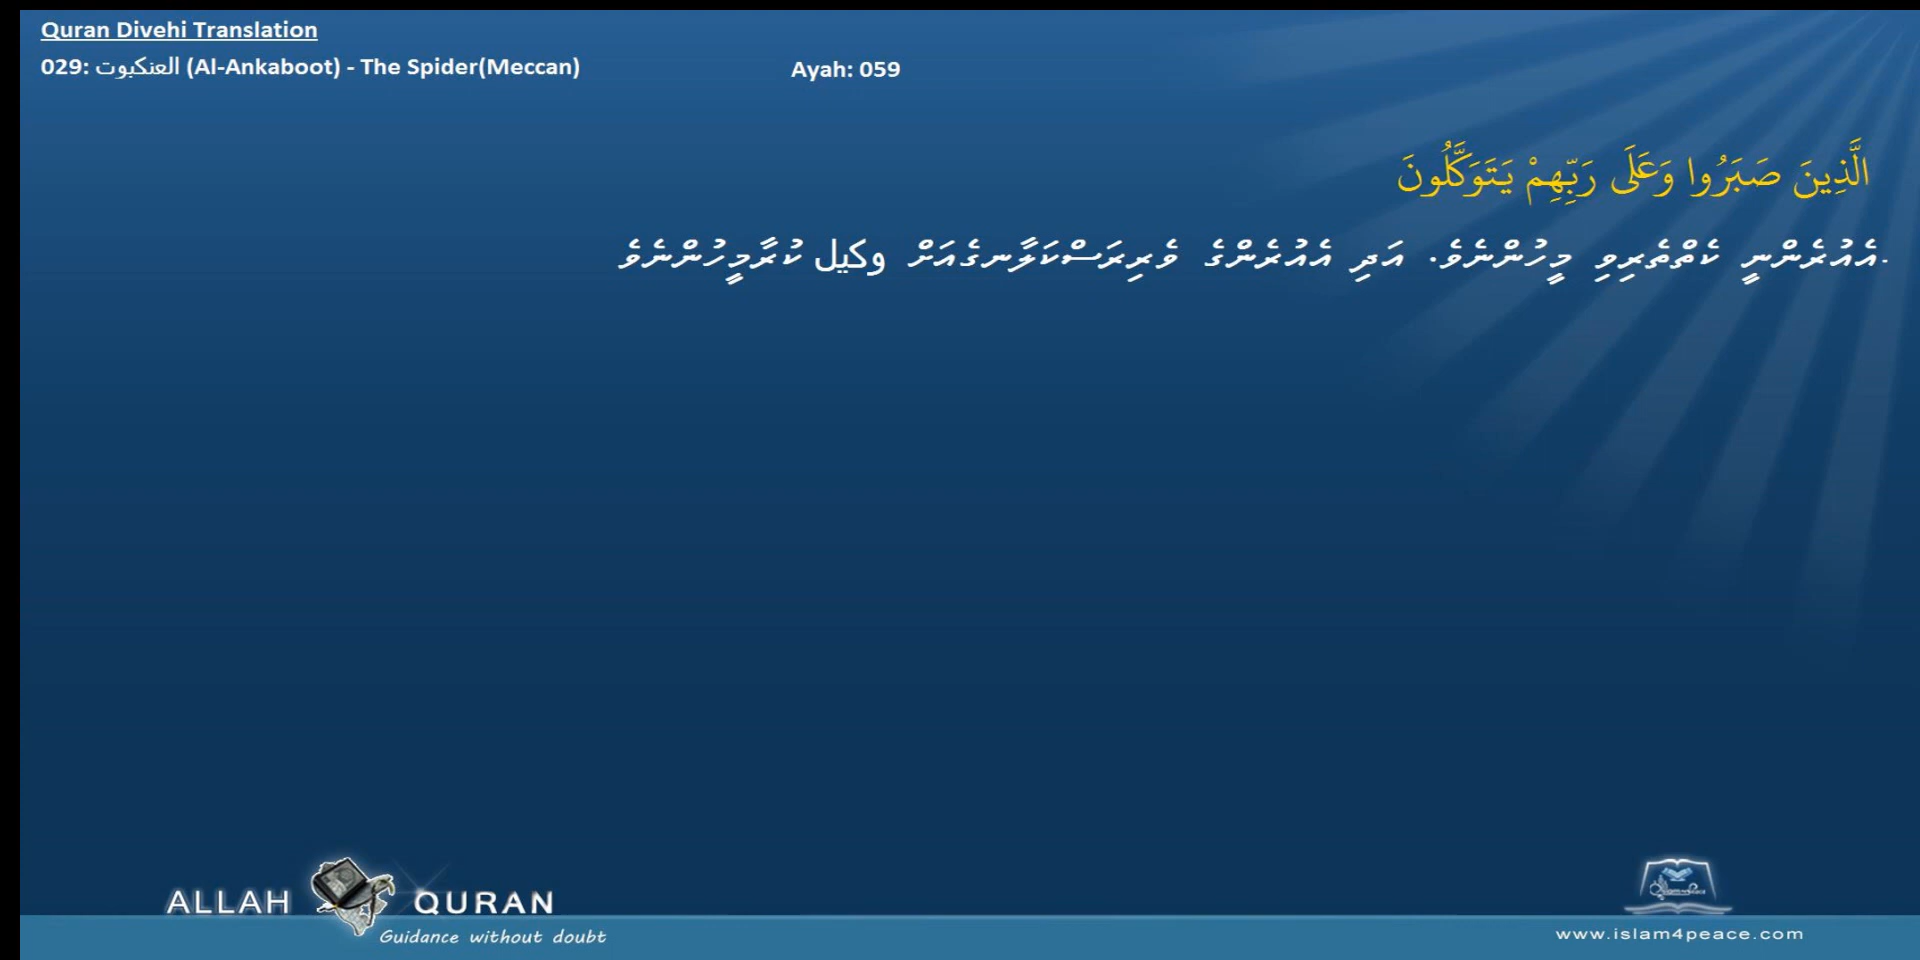 Quran Divehi Translation
029: العنكبوت (Al-Ankaboot) - The Spider(Meccan)
Ayah: 059
الَّذِينَ صَبَرُوا وَعَلَى رَبِّهِمْ يَتَوَكَّلُونَ
އެއުރެންނީ ކެތްތެރިވި މީހުންނެވެ. އަދި އެއުރެންގެ ވެރިރަސްކަލާނގެއަށް وكيل ކުރާމީހުންނެވެ.
ALLAH QURAN
Guidance without doubt
www.islam4peace.com